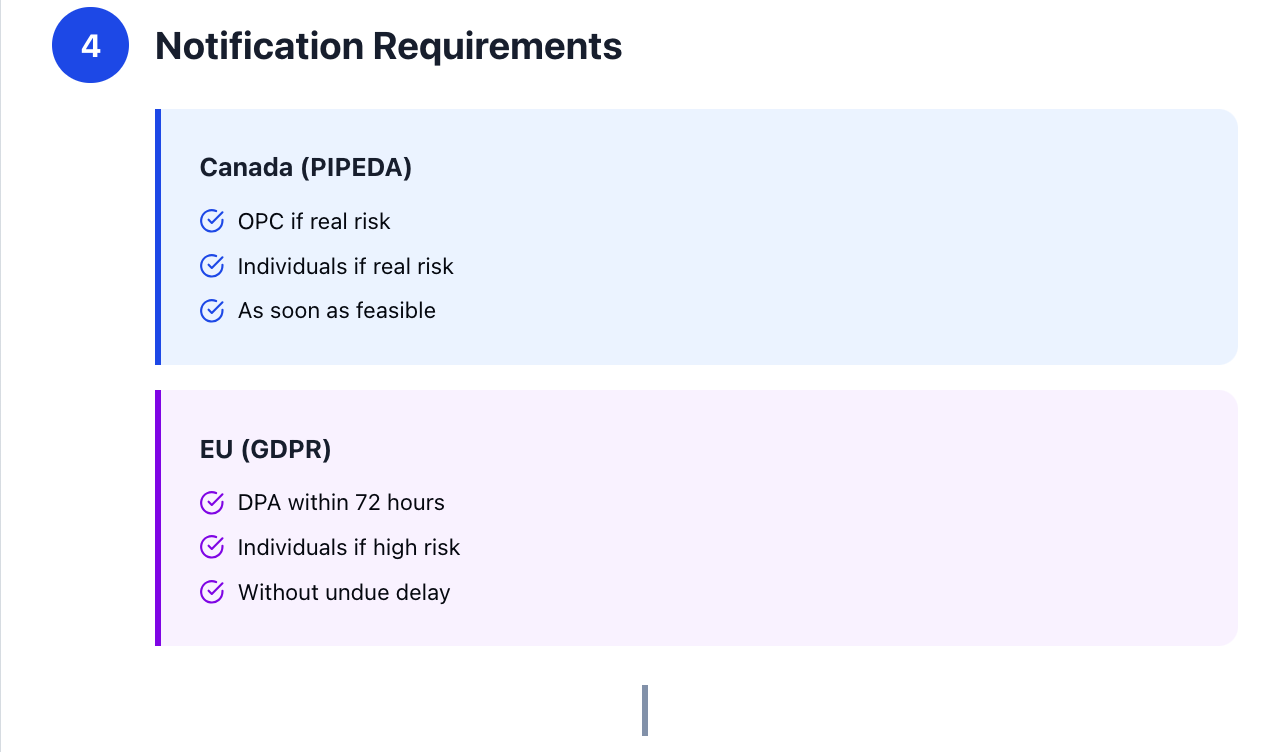 4
Notification Requirements
Canada (PIPEDA)
OPC if real risk
Individuals if real risk
As soon as feasible
EU (GDPR)
DPA within 72 hours
Individuals if high risk
Without undue delay